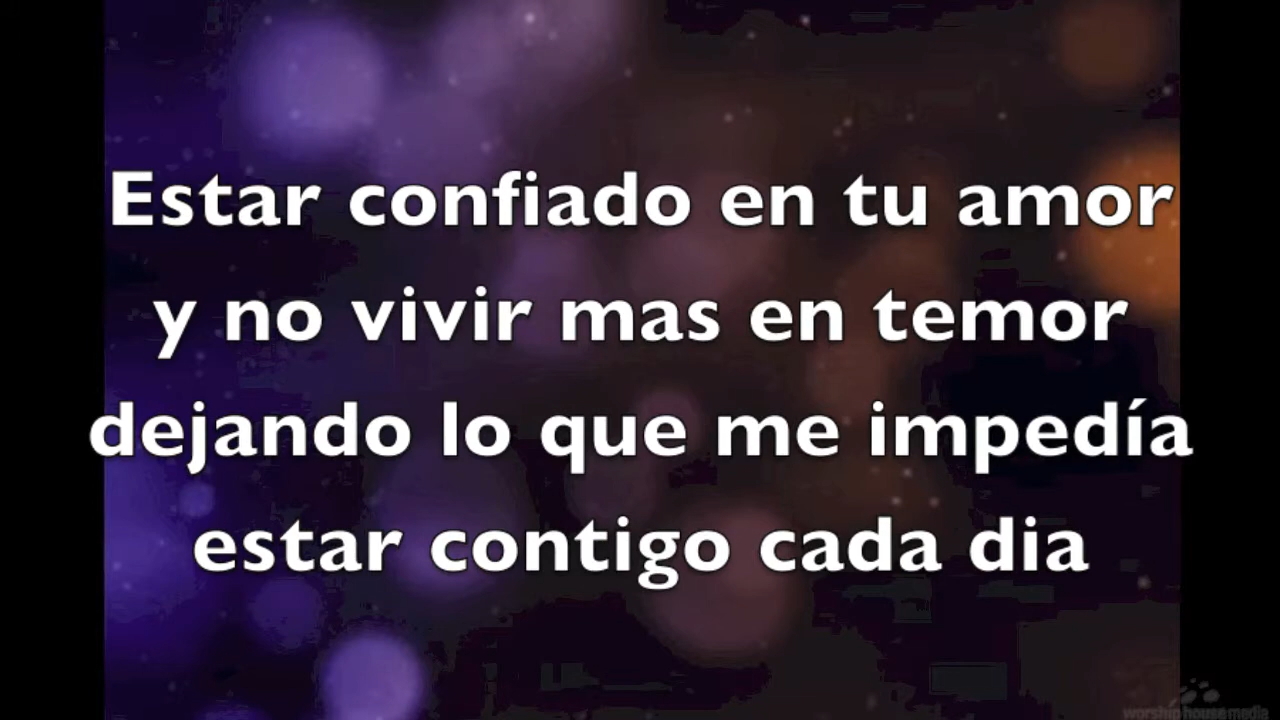 Estar confiado en tu amor
y no vivir mas en temor
dejando lo que me impedía
estar contigo cada dia
worshiphousemedia